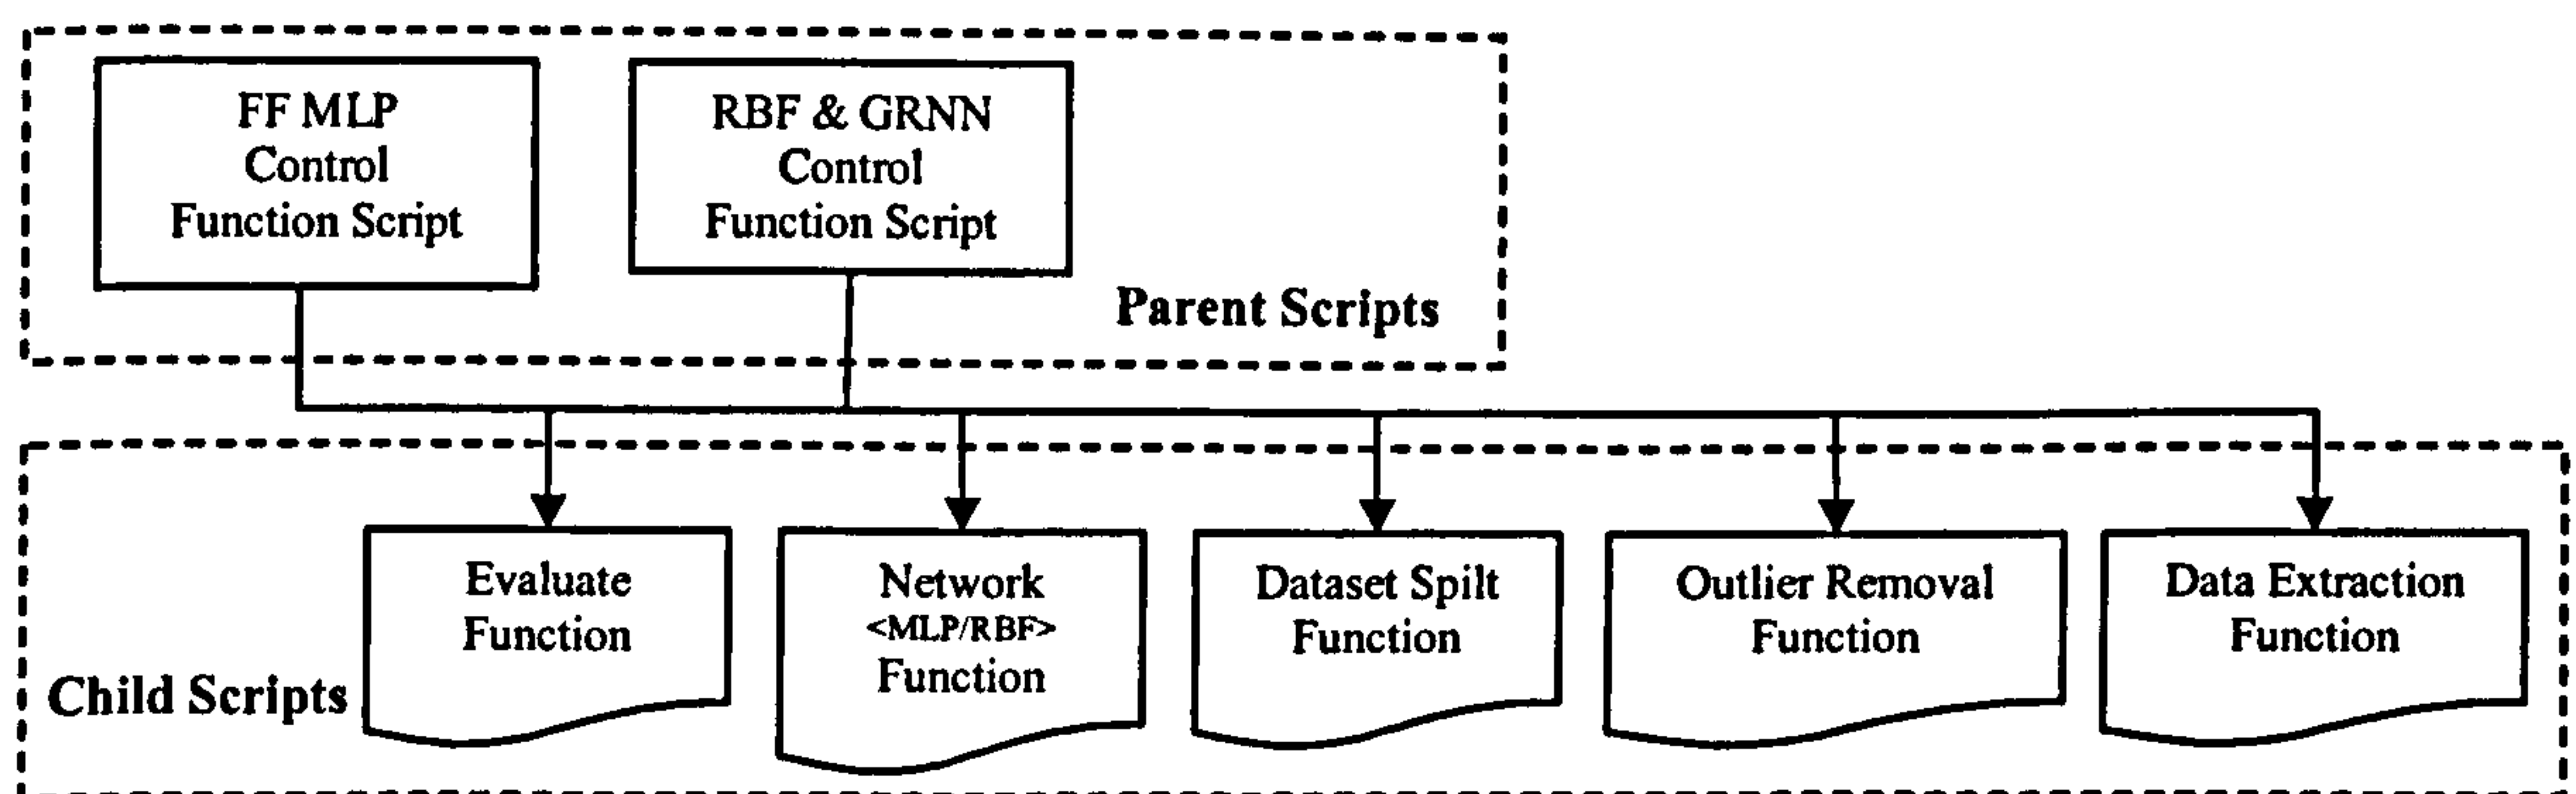 FF MLP
Control
Function Script
RBF & GRNN
Control
Function Script
Parent Scripts
Evaluate
Function
Network
<MLP/RBF>
Function
Dataset Spilt
Function
Outlier Removal
Function
Data Extraction
Function
Child Scripts